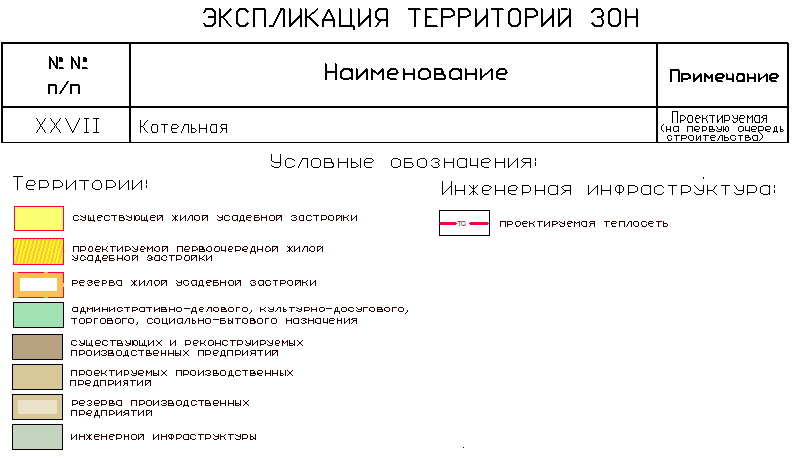 ЭКСПЛИКАЦИЯ ТЕРРИТОРИЙ ЗОН
№ №
п/п
Наименование
Примечание
XXVII
Котельная
Проектируемая
(на первую очередь
строительства)
Условные обозначения:
Территории:
существующей жилой усадебной застройки
проектируемой первоочередной жилой
усадебной застройки
резерва жилой усадебной застройки
административно-делового, культурно-досугового,
торгового, социально-бытового назначения
существующих и реконструируемых
производственных предприятий
проектируемых производственных
предприятий
резерва производственных
предприятий
инженерной инфраструктуры
Инженерная инфраструктура:
ТС
проектируемая теплосеть